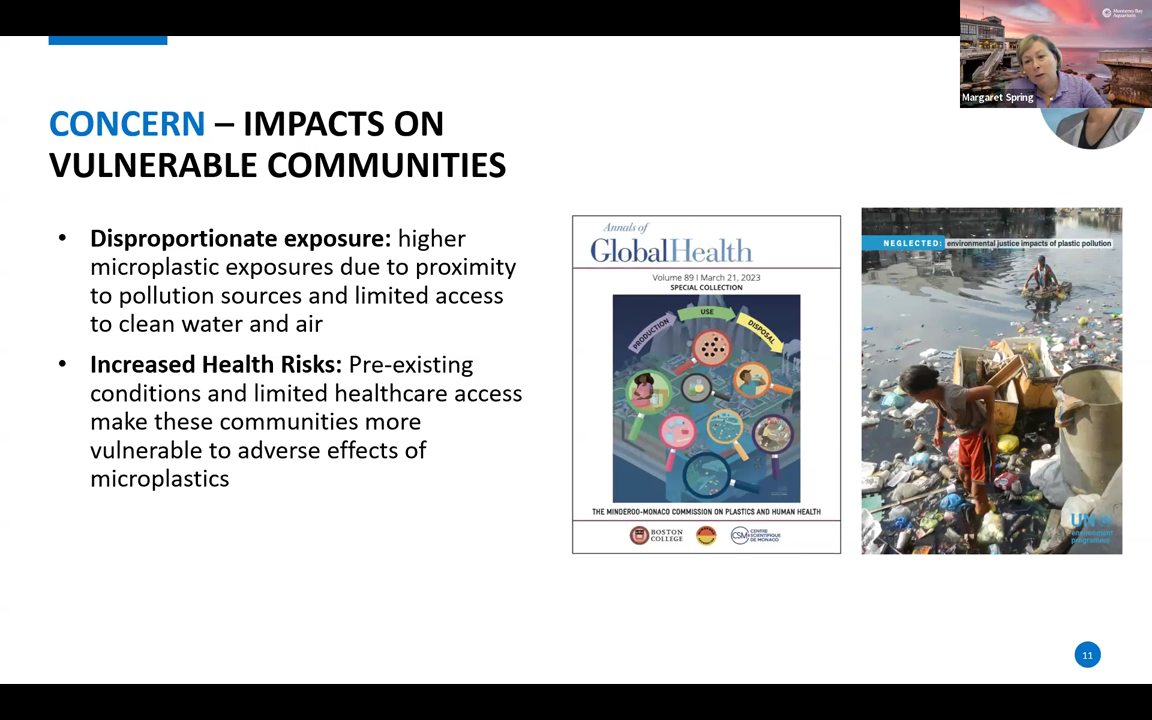 Monterey Bay
Aquarium
Margaret Spring
CONCERN – IMPACTS ON
VULNERABLE COMMUNITIES
• Disproportionate exposure: higher
microplastic exposures due to proximity
to pollution sources and limited access
to clean water and air
• Increased Health Risks: Pre-existing
conditions and limited healthcare access
make these communities more
vulnerable to adverse effects of
microplastics
Annals of
GlobalHealth
Volume 89 I March 21, 2023
SPECIAL COLLECTION
PRODUCTION
USE
DISPOSAL
THE MINDEROO-MONACO COMMISSION ON PLASTICS AND HUMAN HEALTH
BOSTON
COLLEGE
CSM
CENTRE
SCIENTIFIQUE
DE MONACO
NEGLECTED: environmental justice impacts of plastic pollution
UN
environment
programme
11